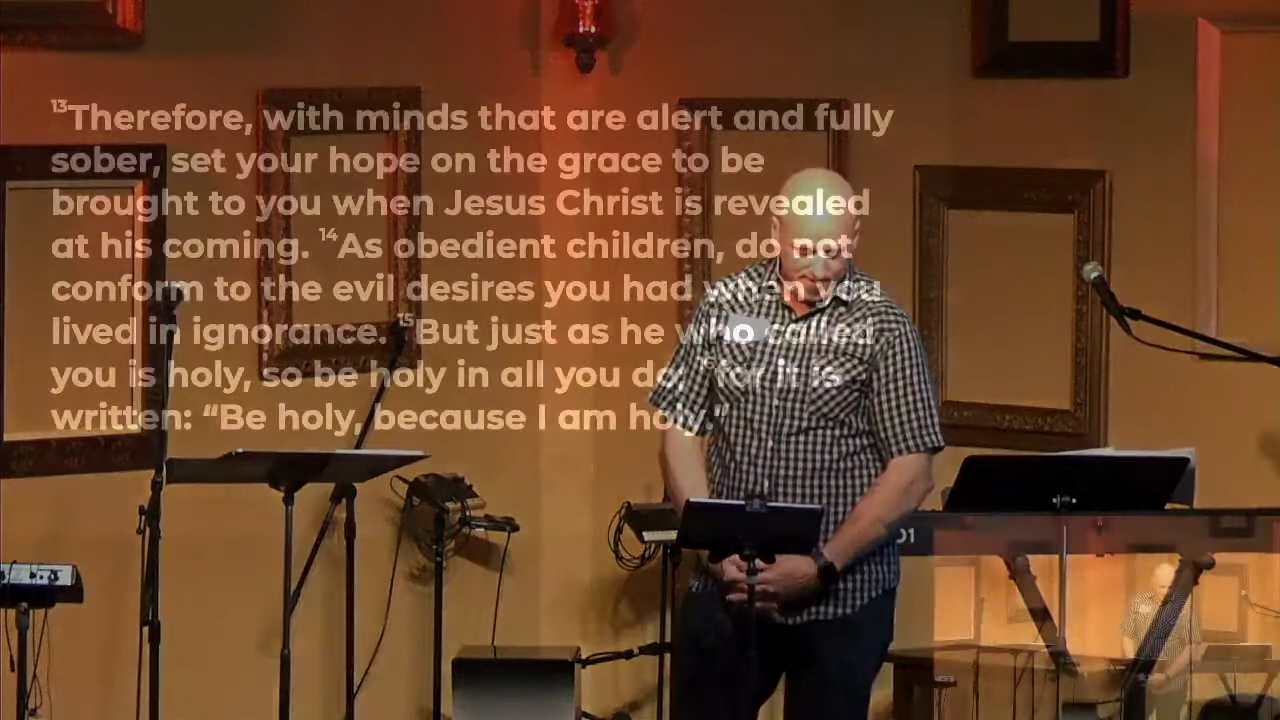 ¹³Therefore, with minds that are alert and fully
sober, set your hope on the grace to be
brought to you when Jesus Christ is revealed
at his coming. ¹⁴As obedient children, do not
conform to the evil desires you had when you
lived in ignorance. ¹⁵But just as he who called
you is holy, so be holy in all you do; ¹⁶for it is
written: “Be holy, because I am holy.”
01